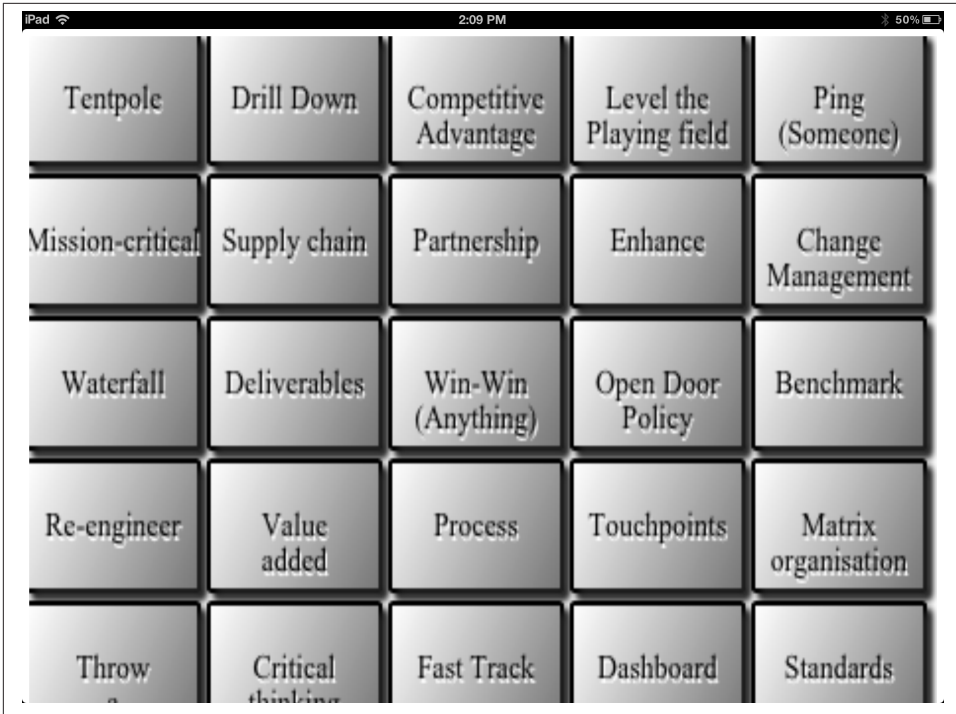 iPad 2:09 PM 50%
Tentpole
Drill Down
Competitive
Advantage
Level the
Playing field
Ping
(Someone)
Mission-critical
Supply chain
Partnership
Enhance
Change
Management
Waterfall
Deliverables
Win-Win
(Anything)
Open Door
Policy
Benchmark
Re-engineer
Value
added
Process
Touchpoints
Matrix
organisation
Throw
a
Critical
thinking
Fast Track
Dashboard
Standards